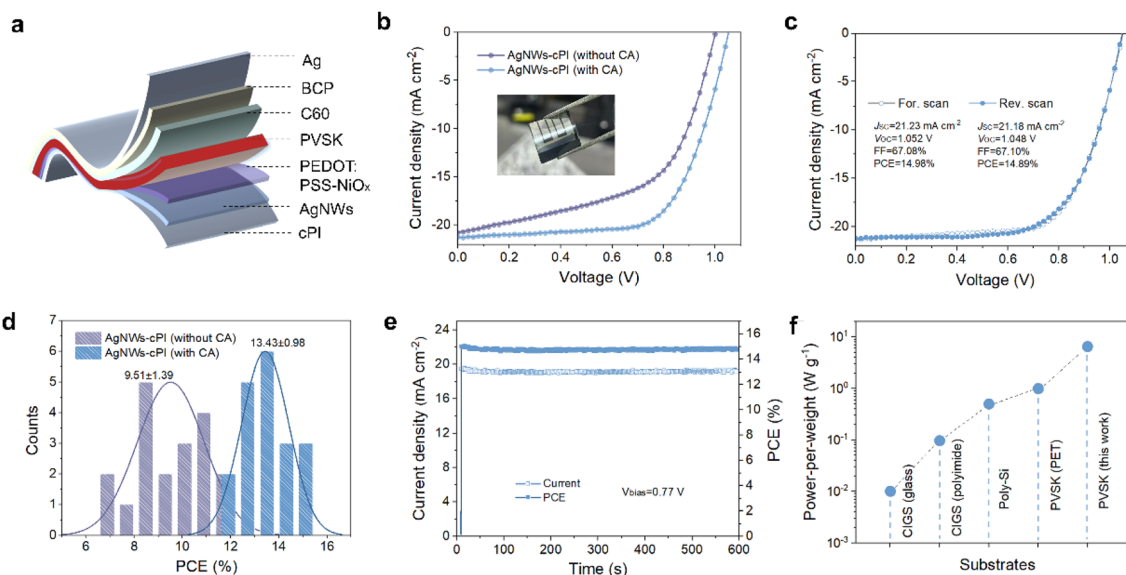 a
Ag
BCP
C60
PVSK
PEDOT:
PSS-NiOₓ
AgNWs
cPI
b
AgNWs-cPI (without CA)
AgNWs-cPI (with CA)
0
-5
-10
-15
-20
Current density (mA cm⁻²)
0.0 0.2 0.4 0.6 0.8 1.0
Voltage (V)
c
For. scan Rev. scan
JSC=21.23 mA cm⁻² JSC=21.18 mA cm⁻²
VOC=1.052 V VOC=1.048 V
FF=67.08% FF=67.10%
PCE=14.98% PCE=14.89%
0
-5
-10
-15
-20
Current density (mA cm⁻²)
0.0 0.2 0.4 0.6 0.8 1.0
Voltage (V)
d
AgNWs-cPI (without CA)
AgNWs-cPI (with CA)
13.43±0.98
9.51±1.39
7
6
5
4
3
2
1
0
Counts
6 8 10 12 14 16
PCE (%)
e
24
20
16
12
8
4
0
Current density (mA cm⁻²)
Current
PCE
Vbias=0.77 V
16
14
12
10
8
6
4
2
0
PCE (%)
0 100 200 300 400 500 600
Time (s)
f
10¹
10⁰
10⁻¹
10⁻²
10⁻³
Power-per-weight (W g⁻¹)
CIGS (glass)
CIGS (polyimide)
Poly-Si
PVSK (PET)
PVSK (this work)
Substrates